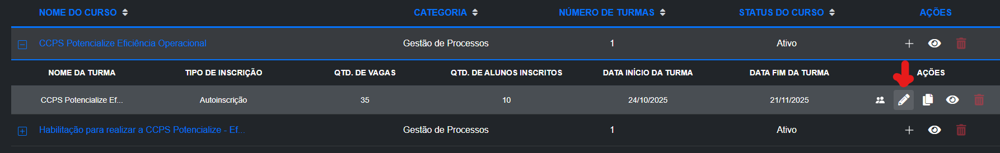 NOME DO CURSO CATEGORIA NÚMERO DE TURMAS STATUS DO CURSO AÇÕES
CCPS Potencialize Eficiência Operacional Gestão de Processos 1 Ativo
NOME DA TURMA TIPO DE INSCRIÇÃO QTD. DE VAGAS QTD. DE ALUNOS INSCRITOS DATA INÍCIO DA TURMA DATA FIM DA TURMA AÇÕES
CCPS Potencialize Ef... Autoinscrição 35 10 24/10/2025 21/11/2025
Habilitação para realizar a CCPS Potencialize - Ef... Gestão de Processos 1 Ativo